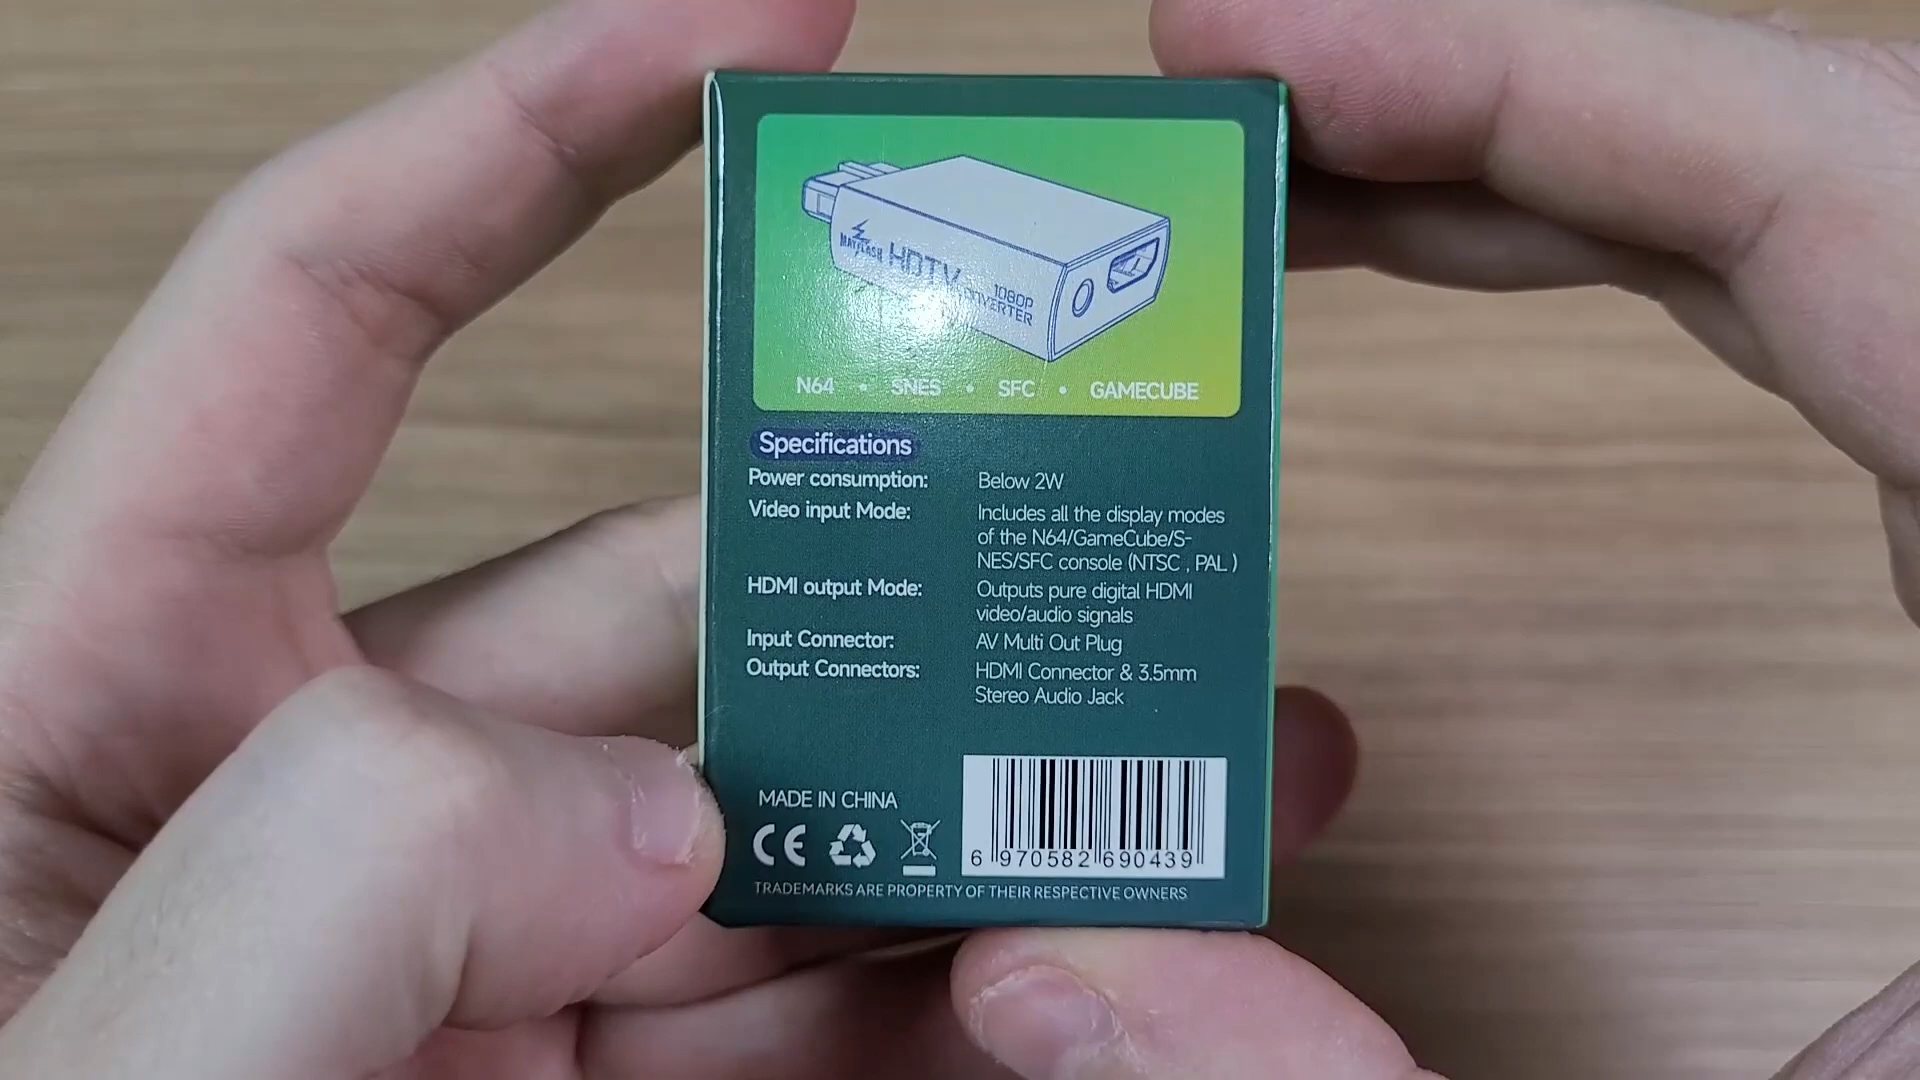 MAYFLASH HDTV
1080P
CONVERTER
N64 • SNES • SFC • GAMECUBE
Specifications
Power consumption: Below 2W
Video input Mode: Includes all the display modes
of the N64/GameCube/S-
NES/SFC console (NTSC , PAL )
HDMI output Mode: Outputs pure digital HDMI
video/audio signals
Input Connector: AV Multi Out Plug
Output Connectors: HDMI Connector & 3.5mm
Stereo Audio Jack
MADE IN CHINA
CE
6 970582 690439
TRADEMARKS ARE PROPERTY OF THEIR RESPECTIVE OWNERS